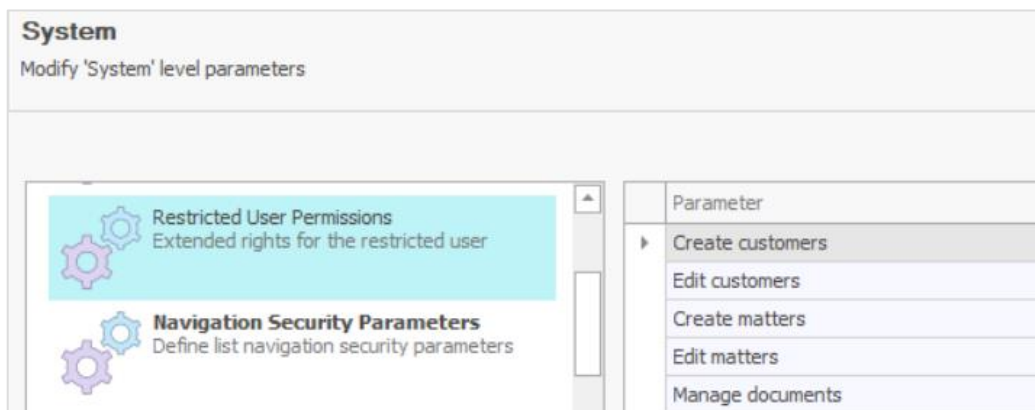 System
Modify 'System' level parameters
Restricted User Permissions
Extended rights for the restricted user
Navigation Security Parameters
Define list navigation security parameters
Parameter
Create customers
Edit customers
Create matters
Edit matters
Manage documents